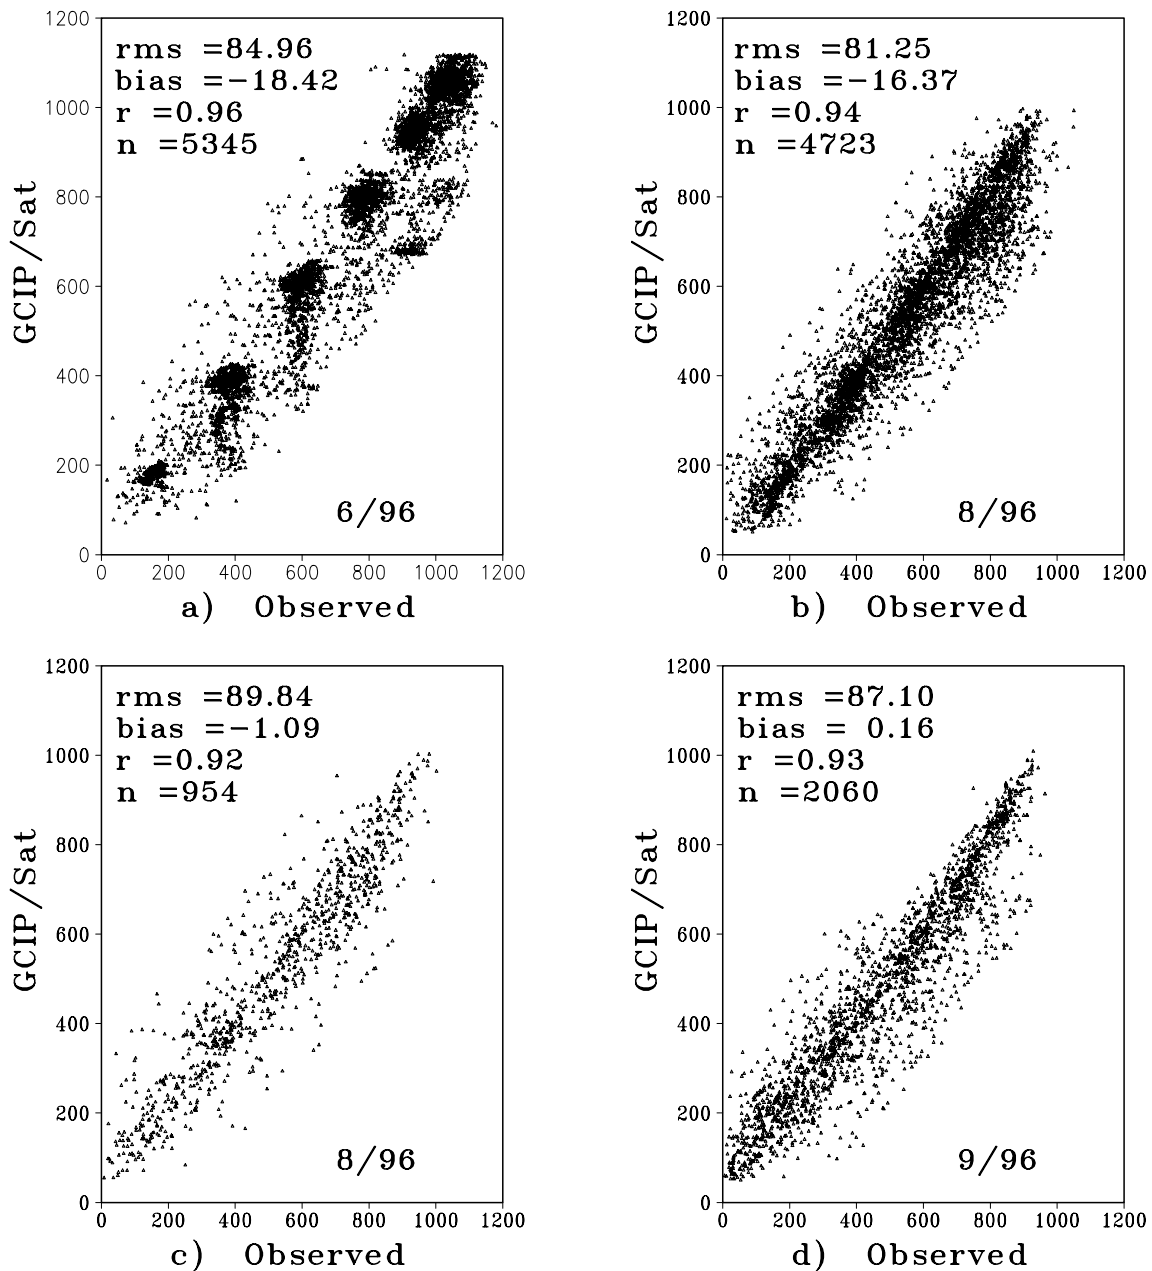 1200
1000
800
600
400
200
0
GCIP/Sat
rms =84.96
bias =−18.42
r =0.96
n =5345
6/96
0 200 400 600 800 1000 1200
a) Observed
1200
1000
800
600
400
200
0
GCIP/Sat
rms =81.25
bias =−16.37
r =0.94
n =4723
8/96
0 200 400 600 800 1000 1200
b) Observed
1200
1000
800
600
400
200
0
GCIP/Sat
rms =89.84
bias =−1.09
r =0.92
n =954
8/96
0 200 400 600 800 1000 1200
c) Observed
1200
1000
800
600
400
200
0
GCIP/Sat
rms =87.10
bias = 0.16
r =0.93
n =2060
9/96
0 200 400 600 800 1000 1200
d) Observed